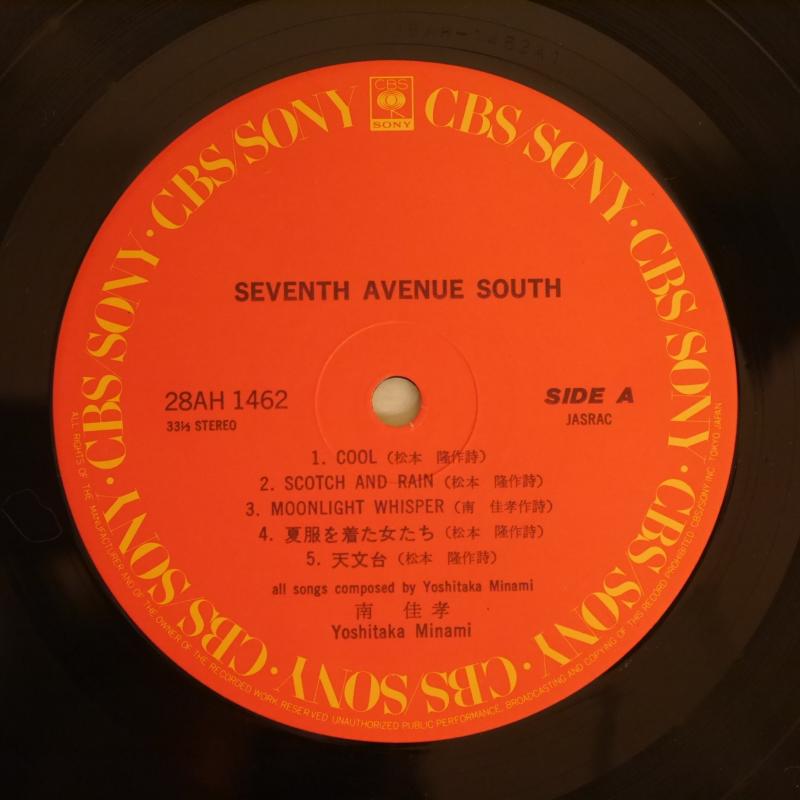 CBS
SONY
CBS/SONY · CBS/SONY · CBS/SONY · CBS/SONY · CBS/SONY · CBS/SONY · CBS/SONY · CBS/SONY
SEVENTH AVENUE SOUTH
28AH 1462
33⅓ STEREO
SIDE A
JASRAC
1. COOL (松本 隆作詩)
2. SCOTCH AND RAIN (松本 隆作詩)
3. MOONLIGHT WHISPER (南 佳孝作詩)
4. 夏服を着た女たち (松本 隆作詩)
5. 天文台 (松本 隆作詩)
all songs composed by Yoshitaka Minami
南 佳孝
Yoshitaka Minami
ALL RIGHTS OF THE MANUFACTURER AND OF THE OWNER OF THE RECORDED WORK RESERVED UNAUTHORIZED PUBLIC PERFORMANCE, BROADCASTING AND COPYING OF THIS RECORD PROHIBITED CBS/SONY INC. TOKYO JAPAN